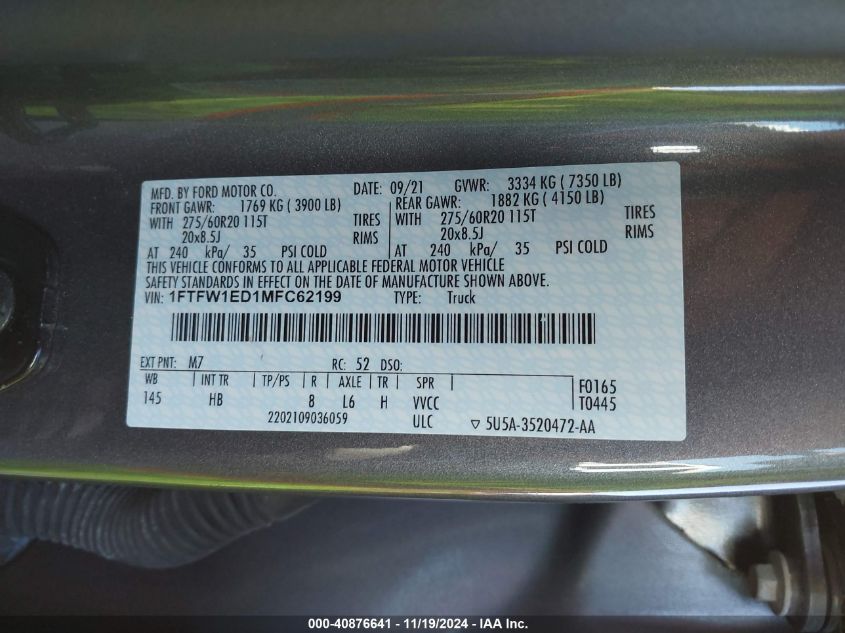 MFD. BY FORD MOTOR CO. DATE: 09/21 GVWR: 3334 KG ( 7350 LB)
FRONT GAWR: 1769 KG ( 3900 LB) REAR GAWR: 1882 KG ( 4150 LB)
WITH 275/60R20 115T TIRES WITH 275/60R20 115T TIRES
20x8.5J RIMS 20x8.5J RIMS
AT 240 kPa/ 35 PSI COLD AT 240 kPa/ 35 PSI COLD
THIS VEHICLE CONFORMS TO ALL APPLICABLE FEDERAL MOTOR VEHICLE
SAFETY STANDARDS IN EFFECT ON THE DATE OF MANUFACTURE SHOWN ABOVE.
VIN: 1FTFW1ED1MFC62199 TYPE: Truck
EXT PNT: M7 RC: 52 DSO:
WB INT TR TP/PS R AXLE TR SPR F0165
145 HB 8 L6 H VVCC T0445
2202109036059 ULC ▽ 5U5A-3520472-AA
000-40876641 - 11/19/2024 - IAA Inc.